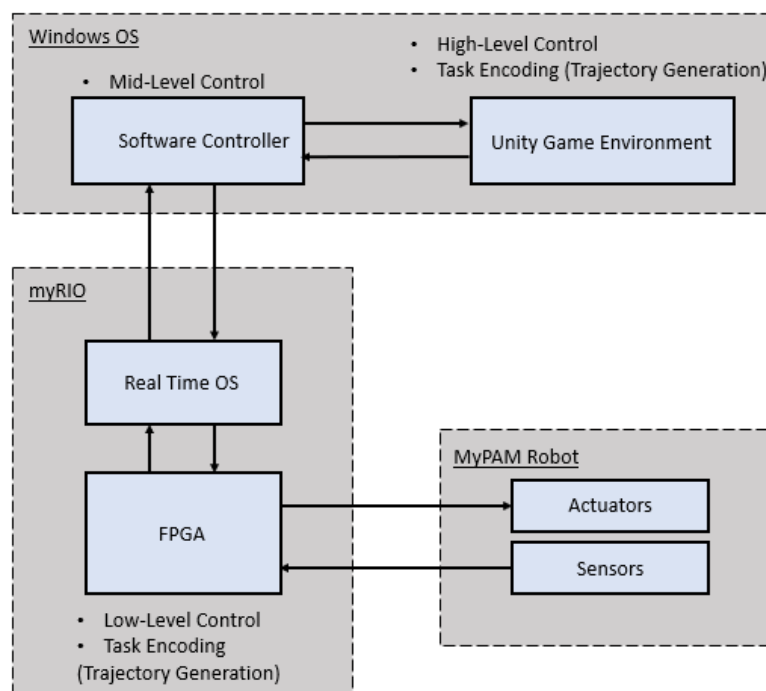 Windows OS
• High-Level Control
• Task Encoding (Trajectory Generation)
• Mid-Level Control
Software Controller
Unity Game Environment
myRIO
Real Time OS
MyPAM Robot
FPGA
Actuators
Sensors
• Low-Level Control
• Task Encoding
(Trajectory Generation)